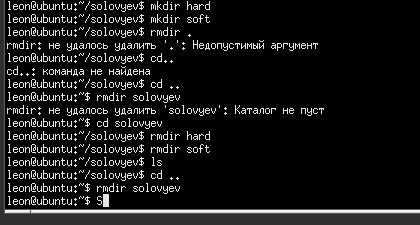 leon@ubuntu:~/solovyev$ mkdir hard
leon@ubuntu:~/solovyev$ mkdir soft
leon@ubuntu:~/solovyev$ rmdir .
rmdir: не удалось удалить '.': Недопустимый аргумент
leon@ubuntu:~/solovyev$ cd..
cd..: команда не найдена
leon@ubuntu:~/solovyev$ cd ..
leon@ubuntu:~$ rmdir solovyev
rmdir: не удалось удалить 'solovyev': Каталог не пуст
leon@ubuntu:~$ cd solovyev
leon@ubuntu:~/solovyev$ rmdir hard
leon@ubuntu:~/solovyev$ rmdir soft
leon@ubuntu:~/solovyev$ ls
leon@ubuntu:~/solovyev$ cd ..
leon@ubuntu:~$ rmdir solovyev
leon@ubuntu:~$ S